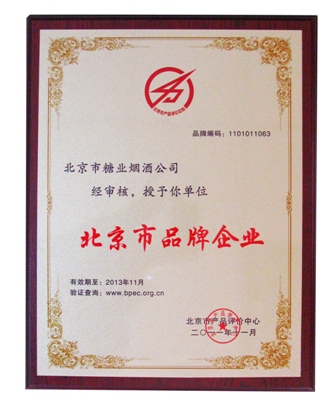 品牌编码：1101011063
北京市糖业烟酒公司
经审核，授予你单位
北京市品牌企业
有效期至：2013年11月
验证查询：www.bpec.org.cn
北京市产品评价中心
二〇一一年十一月